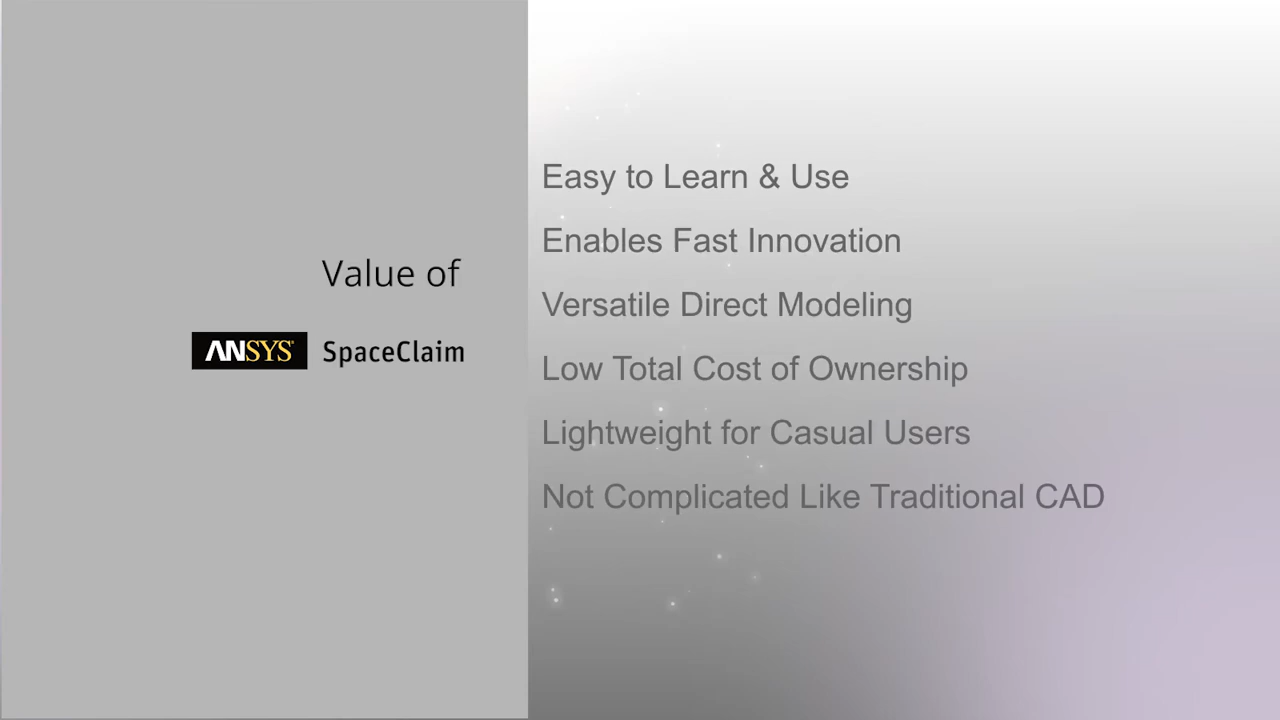 Value of
ANSYS SpaceClaim
Easy to Learn & Use
Enables Fast Innovation
Versatile Direct Modeling
Low Total Cost of Ownership
Lightweight for Casual Users
Not Complicated Like Traditional CAD